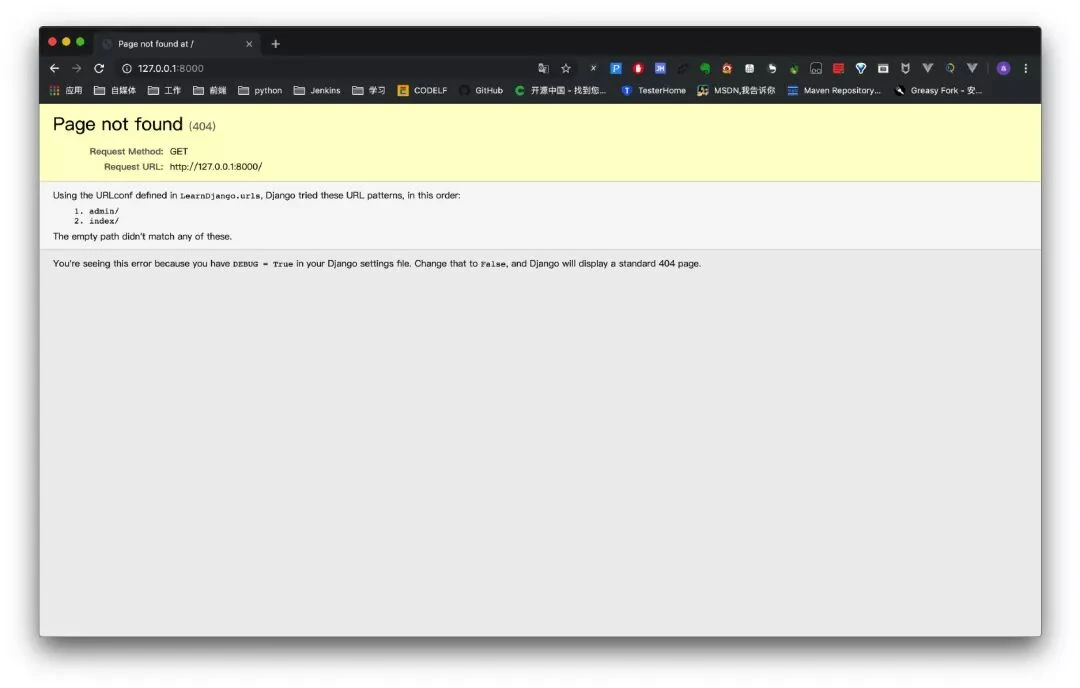 Page not found at /
127.0.0.1:8000
应用 自媒体 工作 前端 python Jenkins 学习 CODELF GitHub 开源中国 - 找到您... TesterHome MSDN,我告诉你 Maven Repository... Greasy Fork - 安...
Page not found (404)
Request Method: GET
Request URL: http://127.0.0.1:8000/
Using the URLconf defined in LearnDjango.urls, Django tried these URL patterns, in this order:
1. admin/
2. index/
The empty path didn't match any of these.
You're seeing this error because you have DEBUG = True in your Django settings file. Change that to False, and Django will display a standard 404 page.